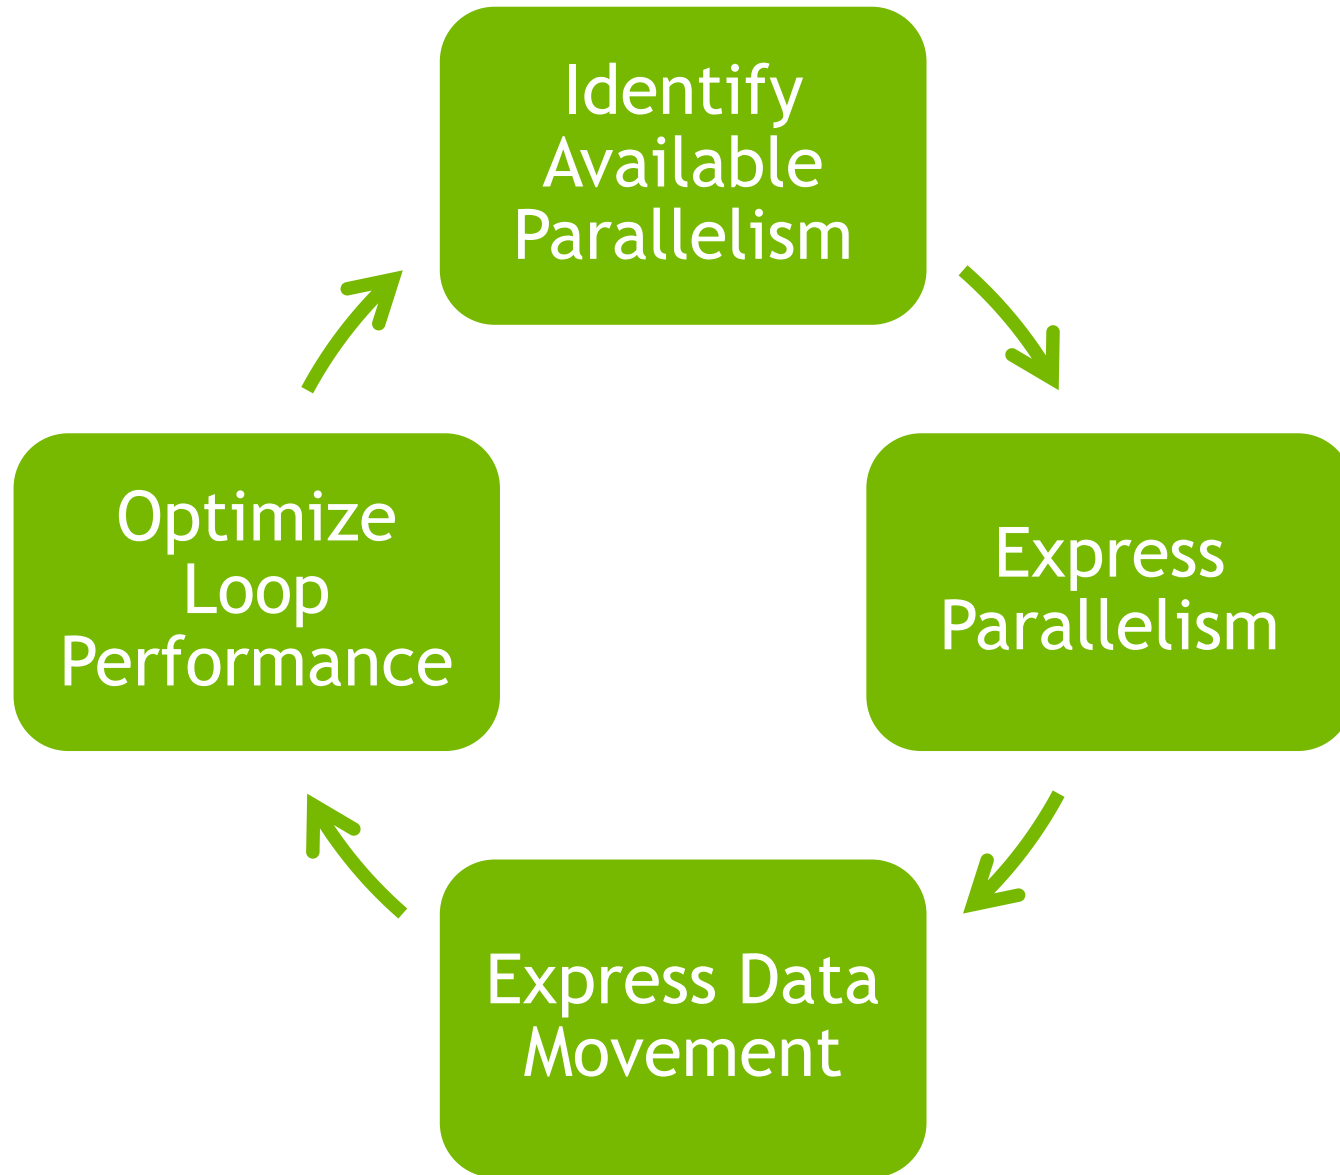 Identify
Available
Parallelism
Express
Parallelism
Express Data
Movement
Optimize
Loop
Performance